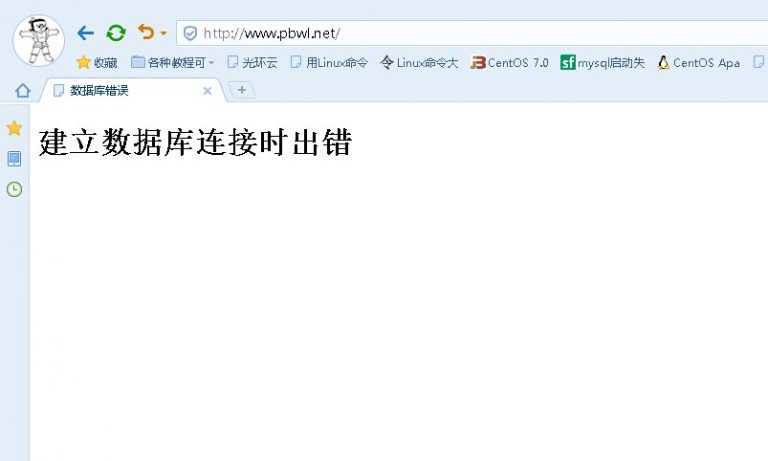 http://www.pbwl.net/
收藏 各种教程可 光环云 用Linux命令 令 Linux命令大 B CentOS 7.0 sf mysql启动失 CentOS Apa
数据库错误
建立数据库连接时出错